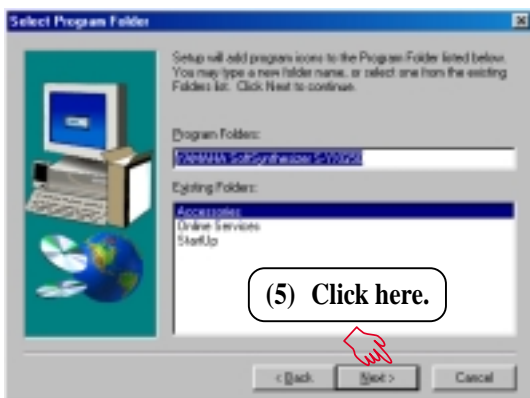 Select Program Folder
Setup will add program icons to the Program Folder listed below.
You may type a new folder name, or select one from the existing
Folders list. Click Next to continue.
Program Folders:
YAMAHA SoftSynthesizer S-YXG50
Existing Folders:
Accessories
Online Services
StartUp
(5) Click here.
< Back
Next >
Cancel